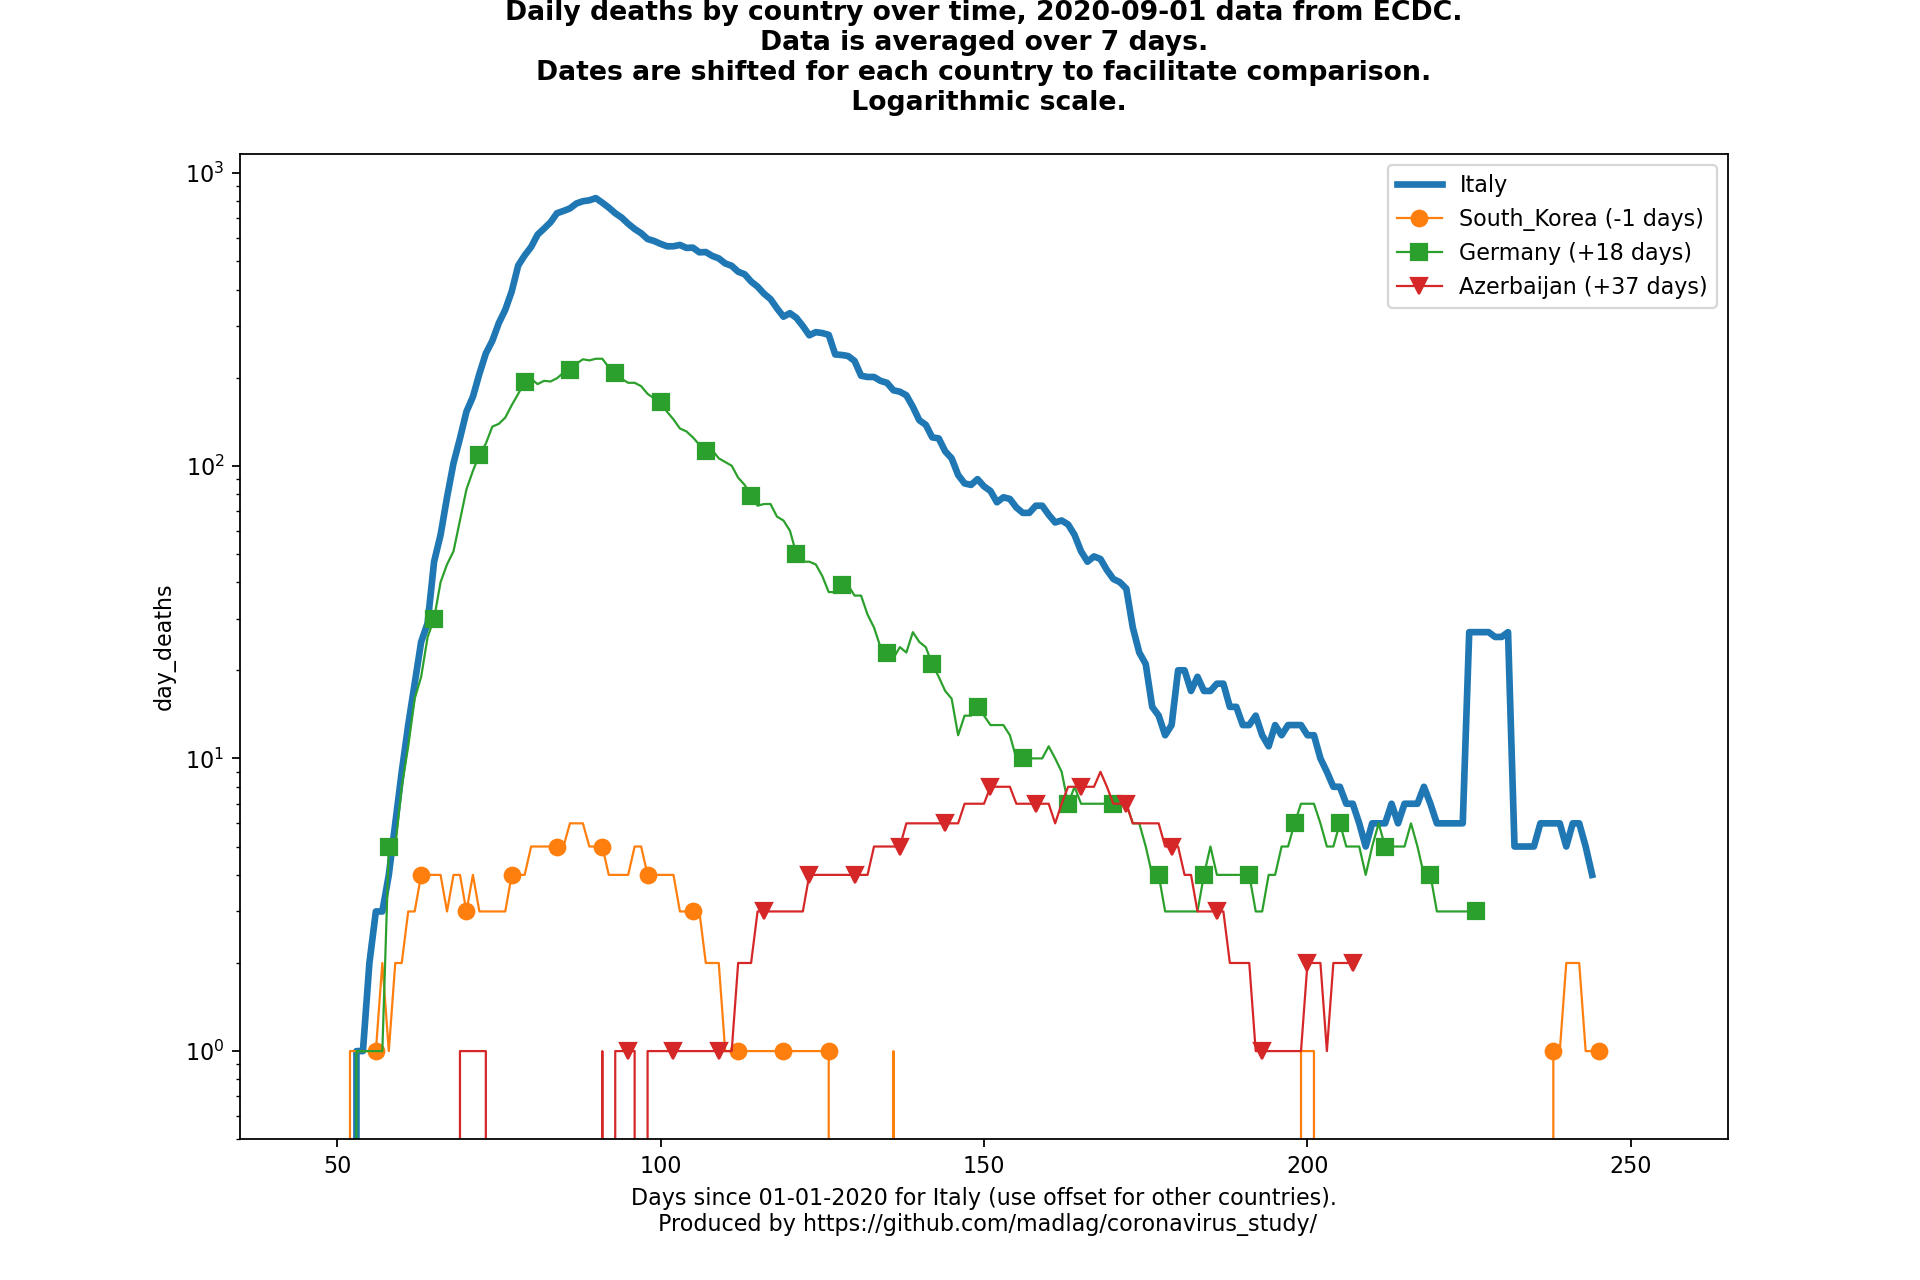 Daily deaths by country over time, 2020-09-01 data from ECDC.
Data is averaged over 7 days.
Dates are shifted for each country to facilitate comparison.
Logarithmic scale.
10³
10²
10¹
10⁰
day_deaths
Italy
South_Korea (-1 days)
Germany (+18 days)
Azerbaijan (+37 days)
50 100 150 200 250
Days since 01-01-2020 for Italy (use offset for other countries).
Produced by https://github.com/madlag/coronavirus_study/